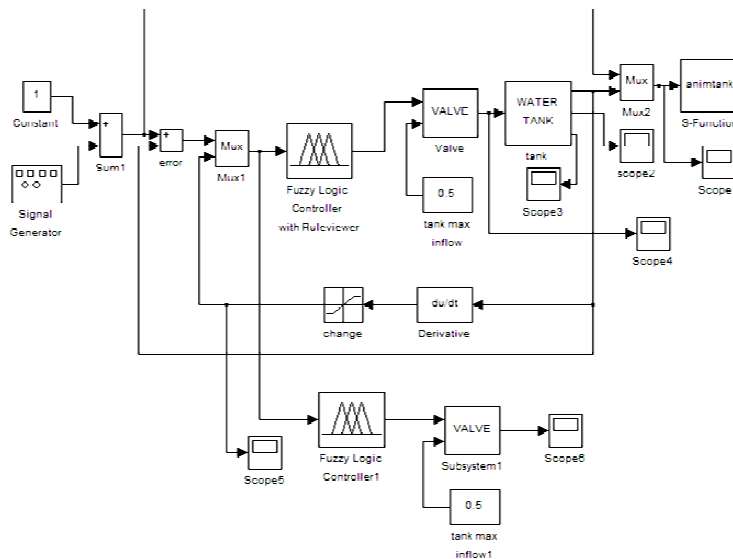 1
Constant
+
Sum1
Signal
Generator
+
error
Mux
Mux1
Fuzzy Logic
Controller
with Ruleviewer
VALVE
Valve
0.5
tank max
inflow
WATER
TANK
tank
Scope3
Mux
Mux2
animtank
S-Function
scope2
Scope
Scope4
change
du/dt
Derivative
Scope5
Fuzzy Logic
Controller1
VALVE
Subsystem1
Scope6
0.5
tank max
inflow1